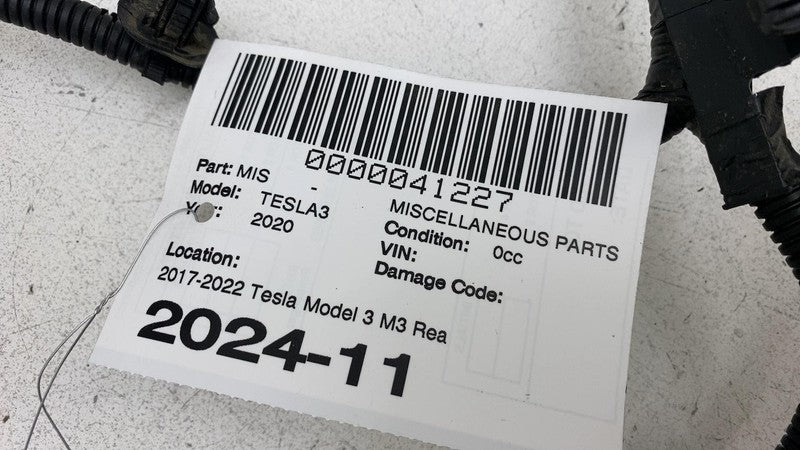 0000041227
Part: MIS - MISCELLANEOUS PARTS
Model: TESLA3 Condition: 0cc
2020 VIN:
Damage Code:
Location:
2017-2022 Tesla Model 3 M3 Rea
2024-11